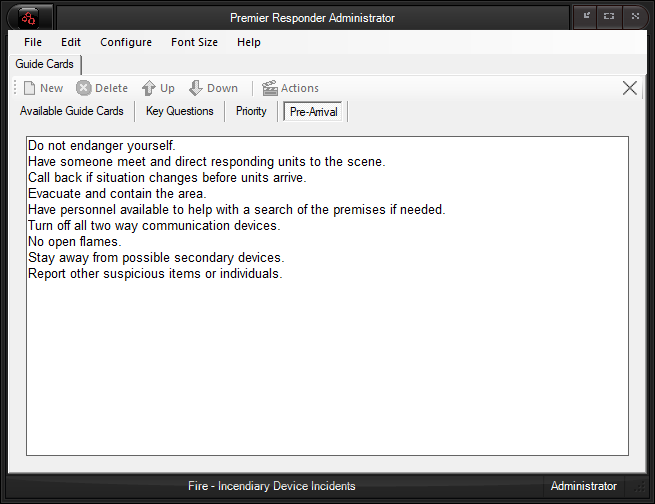 Premier Responder Administrator
File Edit Configure Font Size Help
Guide Cards
New Delete Up Down Actions
Available Guide Cards Key Questions Priority Pre-Arrival
Do not endanger yourself.
Have someone meet and direct responding units to the scene.
Call back if situation changes before units arrive.
Evacuate and contain the area.
Have personnel available to help with a search of the premises if needed.
Turn off all two way communication devices.
No open flames.
Stay away from possible secondary devices.
Report other suspicious items or individuals.
Fire - Incendiary Device Incidents Administrator